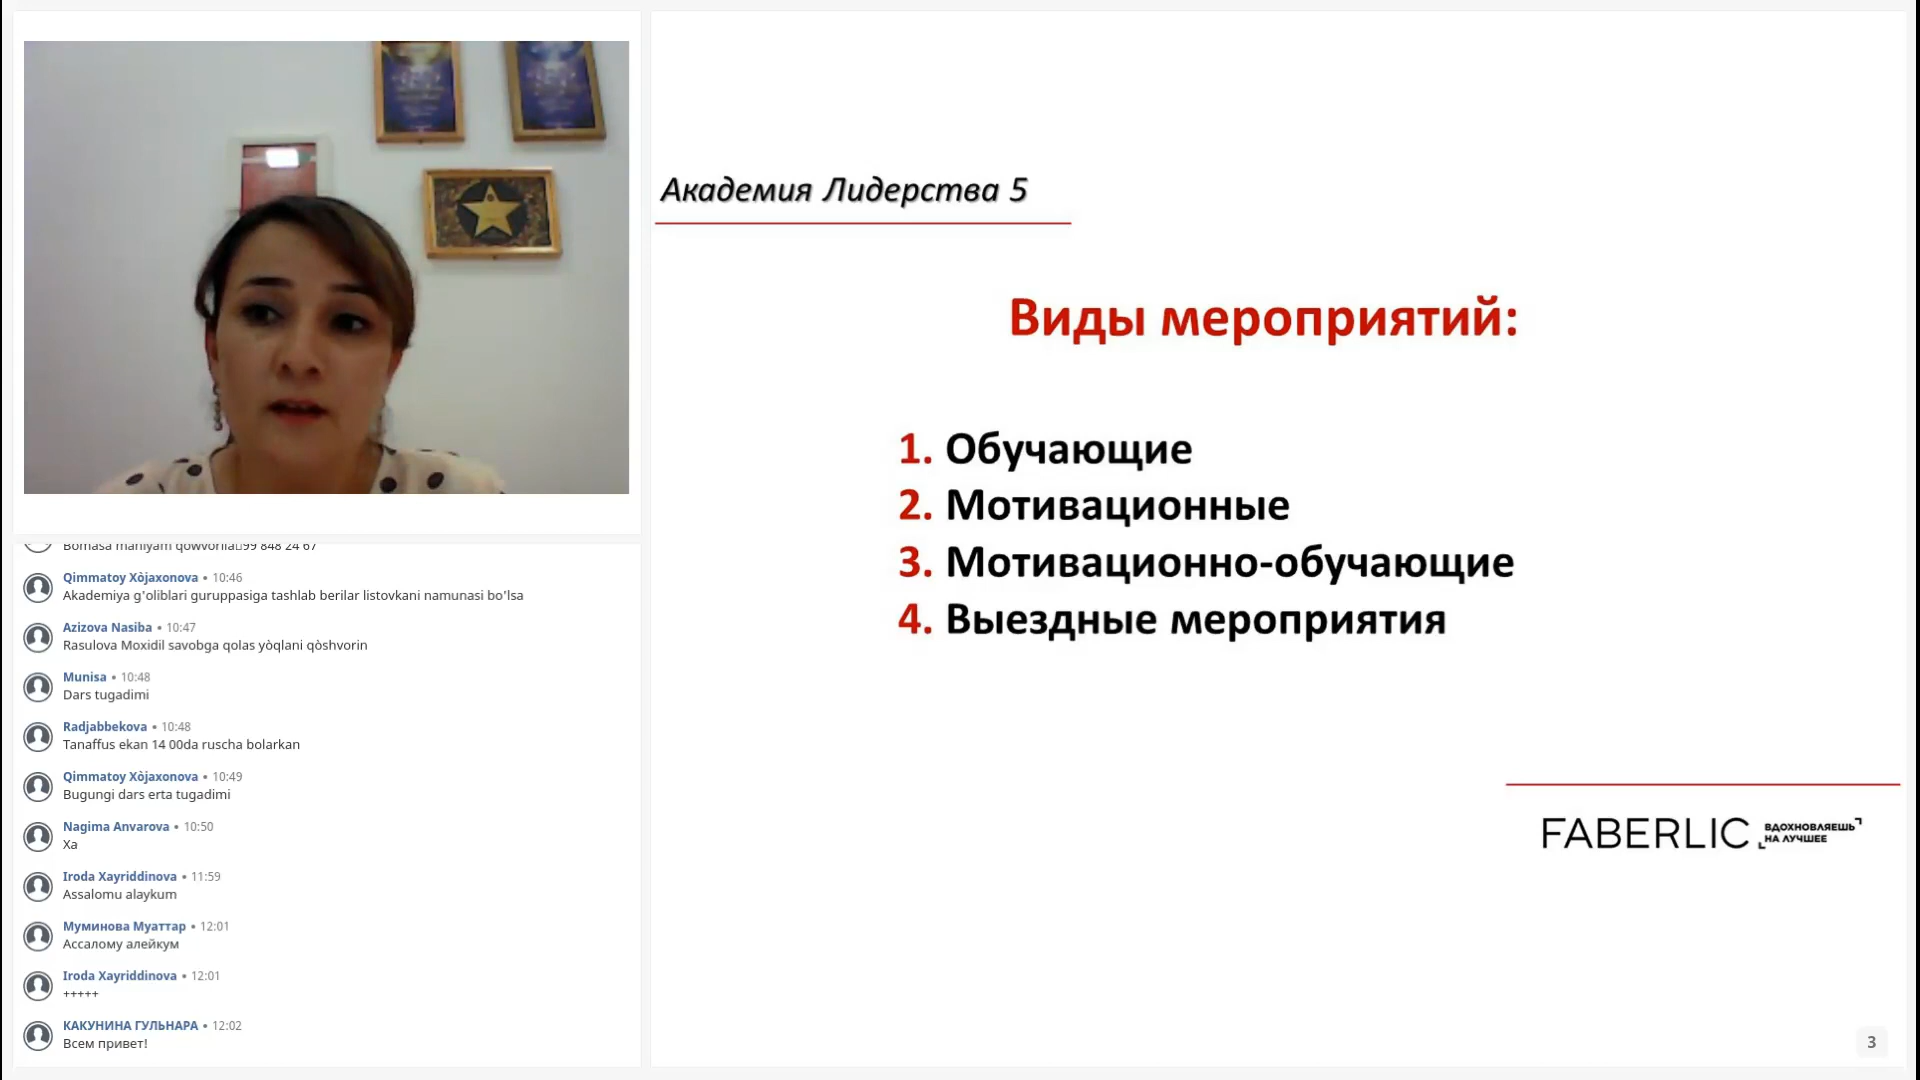 Академия Лидерства 5
Виды мероприятий:
1. Обучающие
2. Мотивационные
3. Мотивационно-обучающие
4. Выездные мероприятия
FABERLIC
ВДОХНОВЛЯЕШЬ
НА ЛУЧШЕЕ
3
Qimmatoy Xòjaxonova • 10:46
Akademiya g'oliblari guruppasiga tashlab berilar listovkani namunasi bo'lsa
Azizova Nasiba • 10:47
Rasulova Moxidil savobga qolas yòqlani qòshvorin
Munisa • 10:48
Dars tugadimi
Radjabbekova • 10:48
Tanaffus ekan 14 00da ruscha bolarkan
Qimmatoy Xòjaxonova • 10:49
Bugungi dars erta tugadimi
Nagima Anvarova • 10:50
Xa
Iroda Xayriddinova • 11:59
Assalomu alaykum
Муминова Муаттар • 12:01
Ассалому алейкум
Iroda Xayriddinova • 12:01
+++++
КАКУНИНА ГУЛЬНАРА • 12:02
Всем привет!